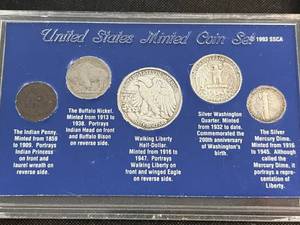 United States Minted Coin Set 1993 SSCA
The Indian Penny.
Minted from 1859
to 1909. Portrays
Indian Princess
on front and
laurel wreath on
reverse side.
The Buffalo Nickel.
Minted from 1913 to
1938. Portrays
Indian Head on front
and Buffalo Bison
on reverse side.
Walking Liberty
Half-Dollar.
Minted from 1916 to
1947. Portrays
Walking Liberty on
front and winged Eagle
on reverse side.
Silver Washington
Quarter. Minted from
1932 to date.
Commemorated the
200th anniversary
of Washington's
birth.
The Silver
Mercury Dime.
Minted from 1916
to 1945. Although
called the
Mercury Dime, it
portrays a repre-
sentation of
Liberty.